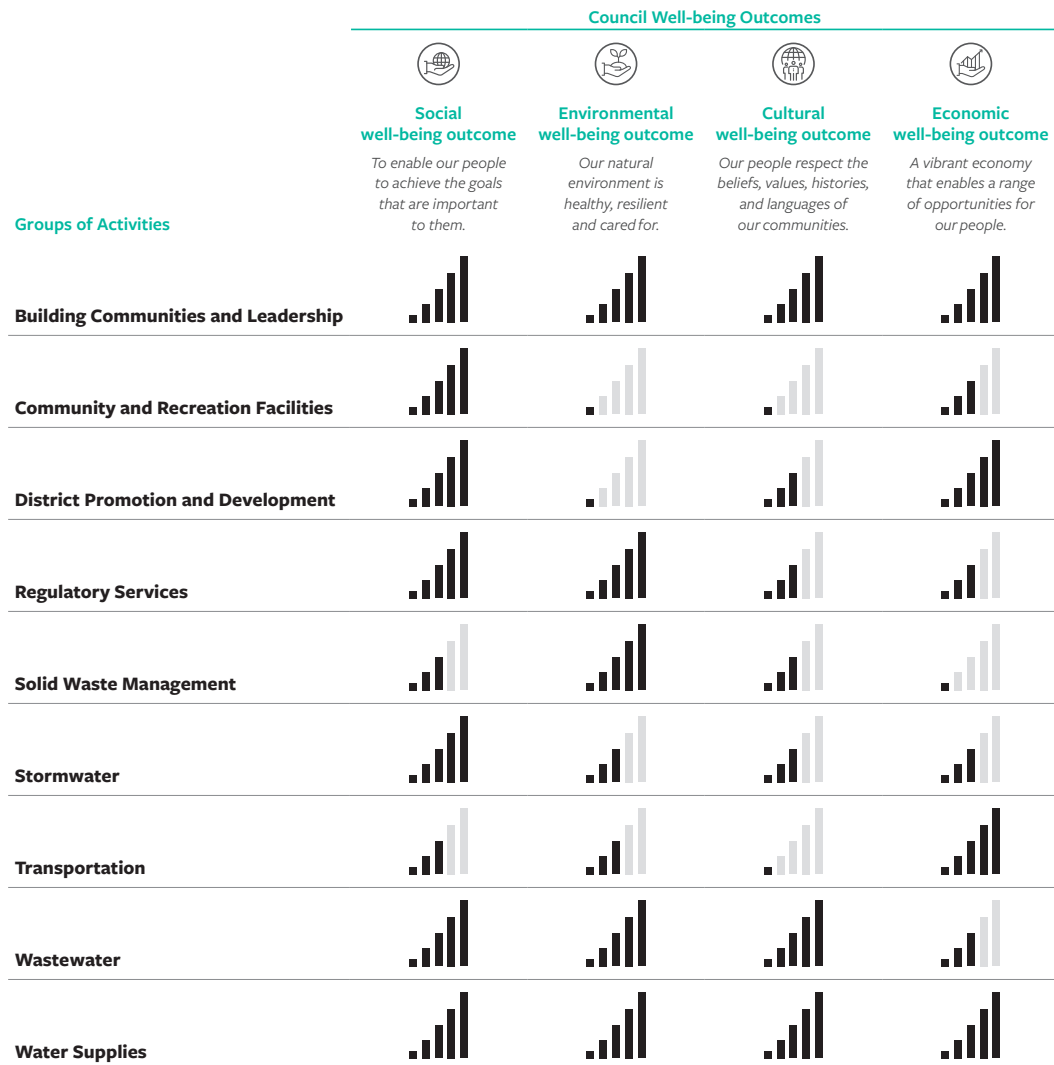 Council Well-being Outcomes
Social
well-being outcome
To enable our people
to achieve the goals
that are important
to them.
Environmental
well-being outcome
Our natural
environment is
healthy, resilient
and cared for.
Cultural
well-being outcome
Our people respect the
beliefs, values, histories,
and languages of
our communities.
Economic
well-being outcome
A vibrant economy
that enables a range
of opportunities for
our people.
Groups of Activities
Building Communities and Leadership
Community and Recreation Facilities
District Promotion and Development
Regulatory Services
Solid Waste Management
Stormwater
Transportation
Wastewater
Water Supplies